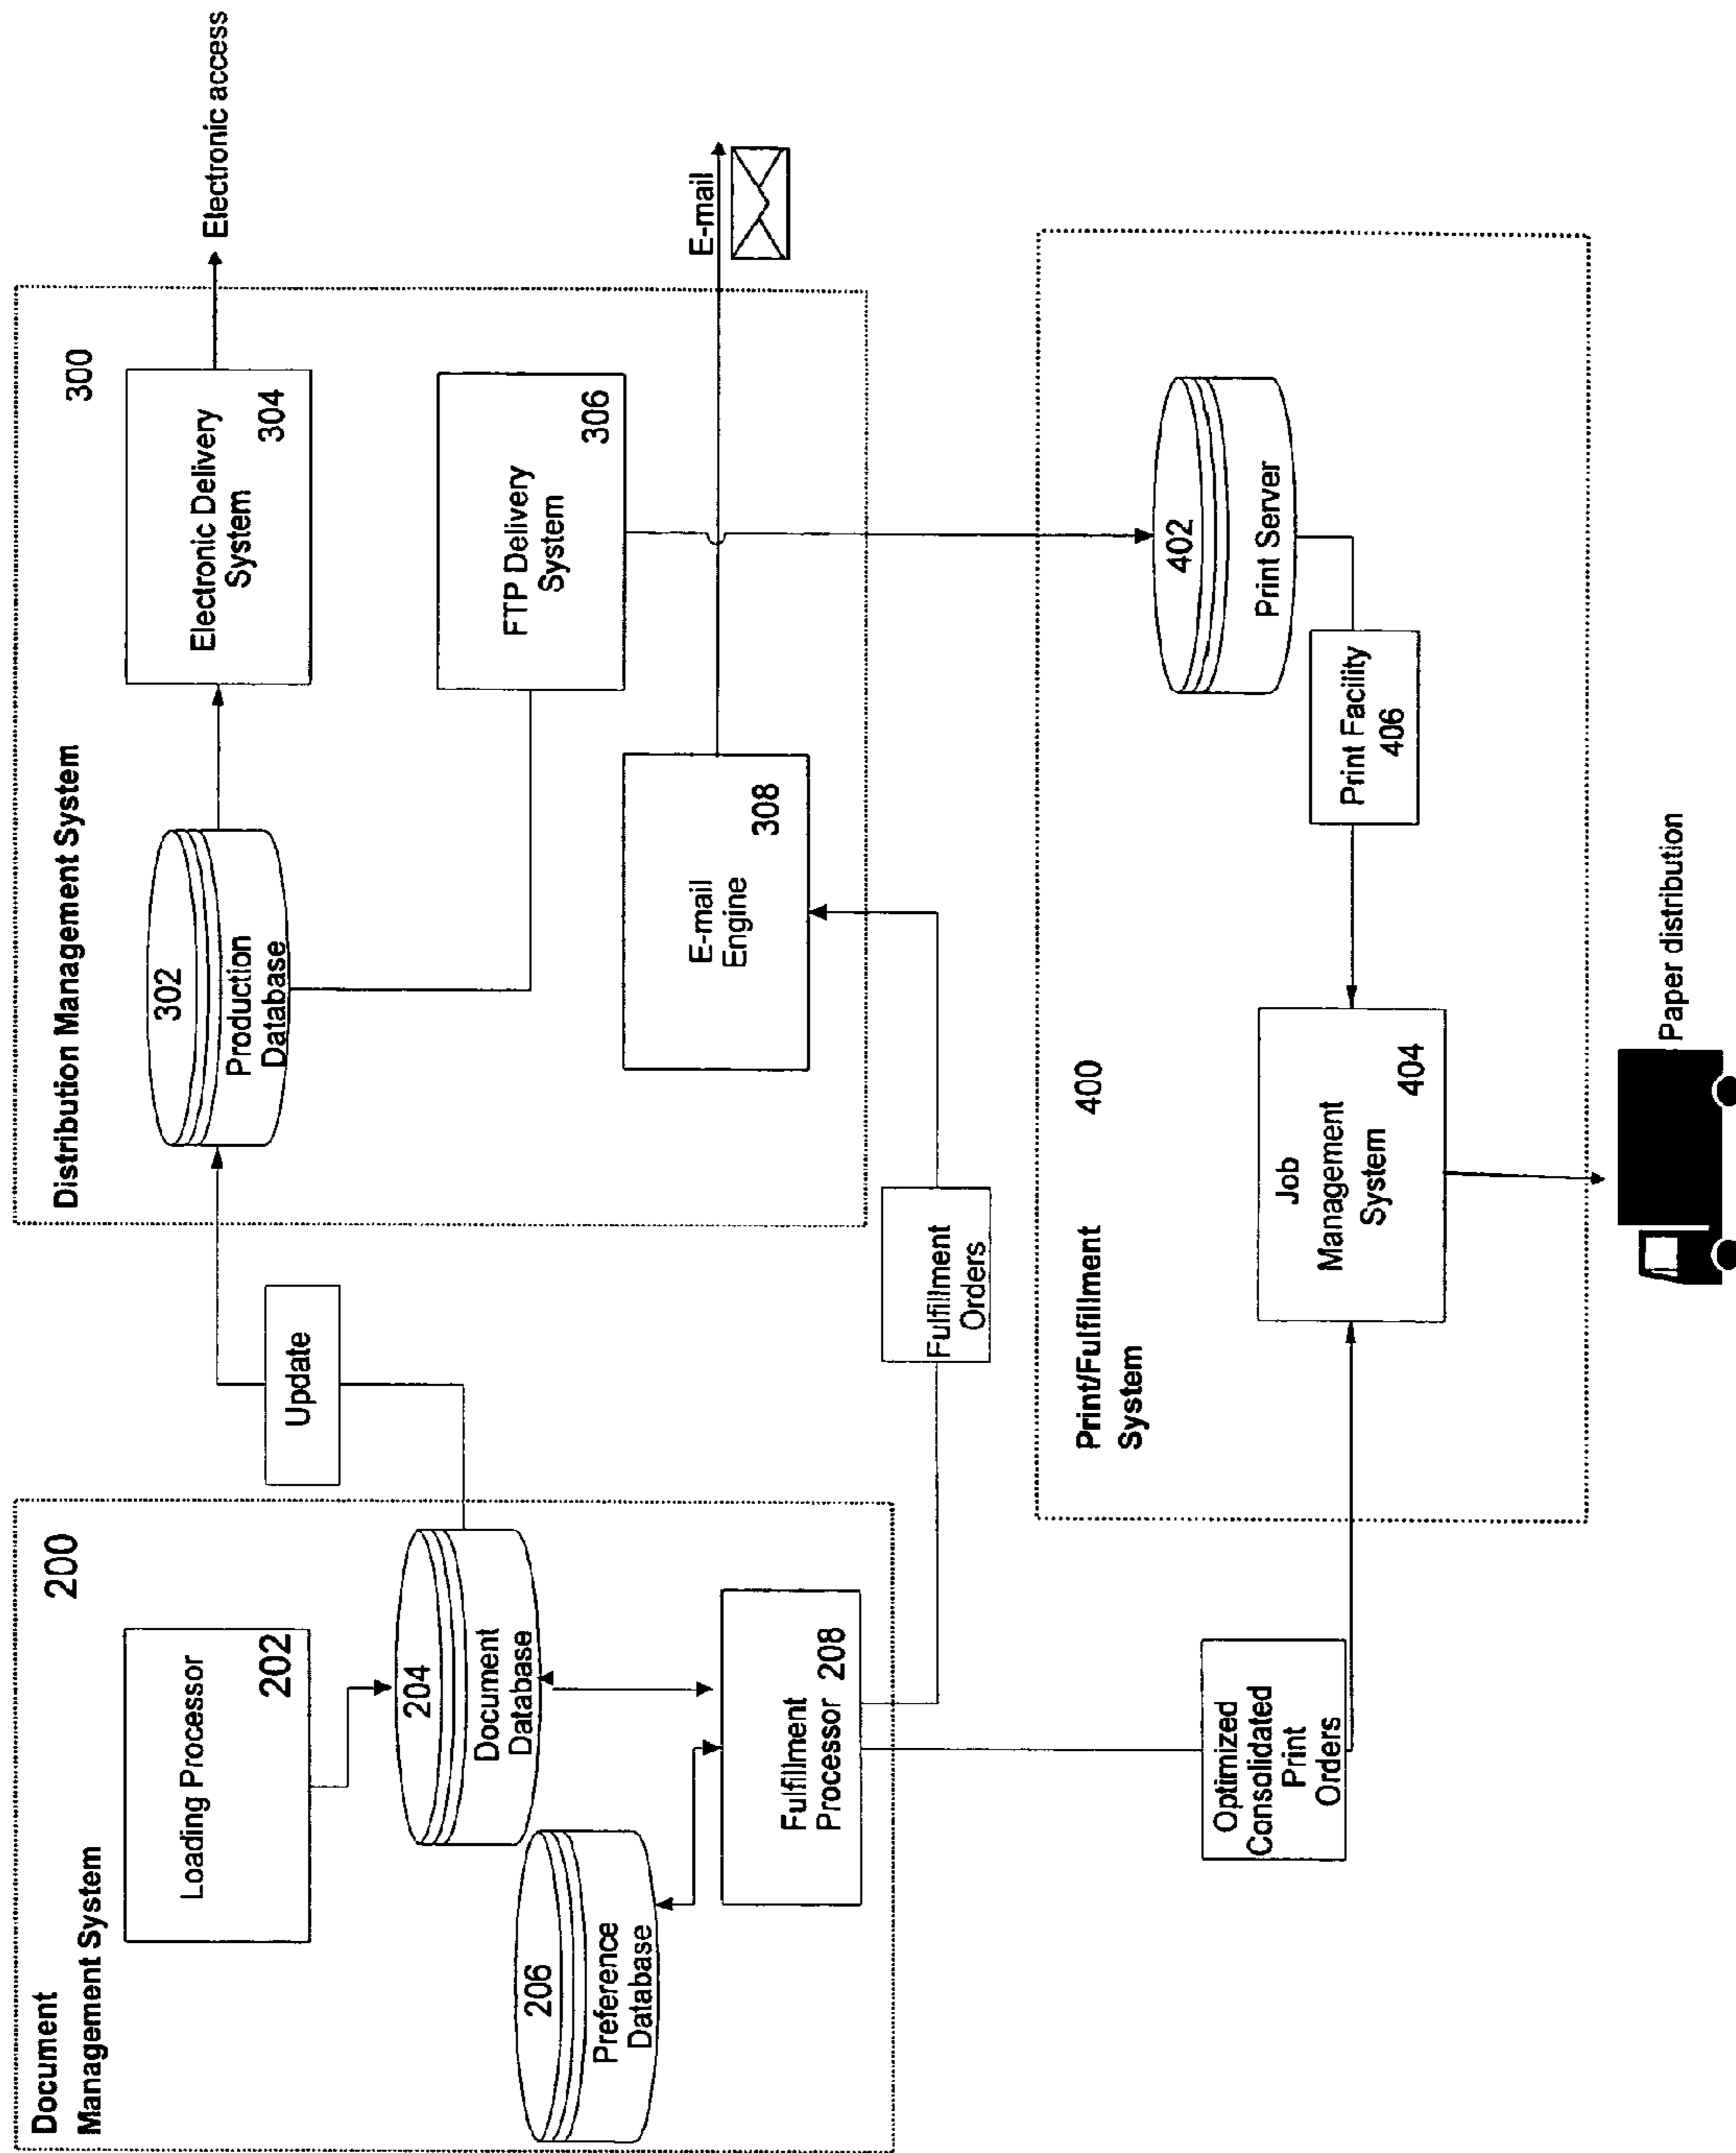 Document
Management System
200
Loading Processor
202
204
Document
Database
206
Preference
Database
Fulfillment
Processor 208
Update
Fulfillment
Orders
Optimized
Consolidated
Print
Orders
Distribution Management System
300
302
Production
Database
Electronic Delivery
System
304
Electronic access
FTP Delivery
System
306
E-mail
Engine
308
E-mail
Print/Fulfillment
System
400
402
Print Server
Print Facility
406
Job
Management
System
404
Paper distribution